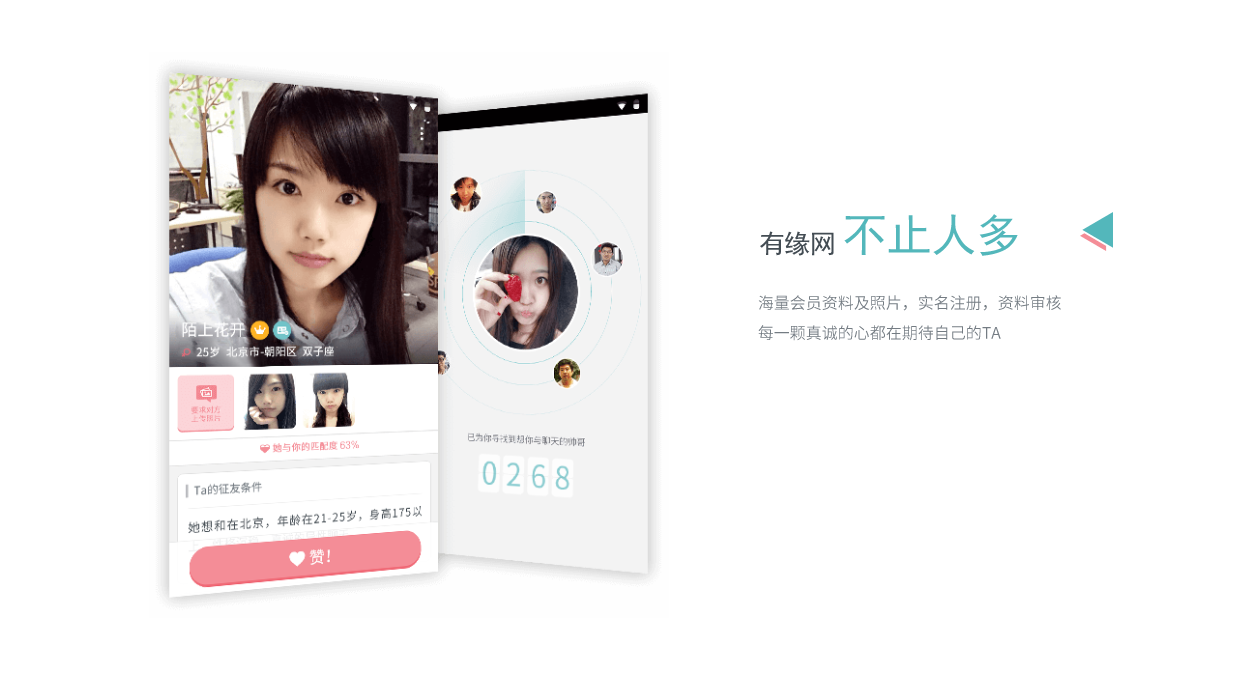 陌上花开
25岁 北京市-朝阳区 双子座
上传照片
她与你的匹配度 63%
Ta的征友条件
她想和在北京，年龄在21-25岁，身高175以
赞!
已为你寻找到想你与聊天的帅哥
0268
有缘网 不止人多
海量会员资料及照片，实名注册，资料审核
每一颗真诚的心都在期待自己的TA